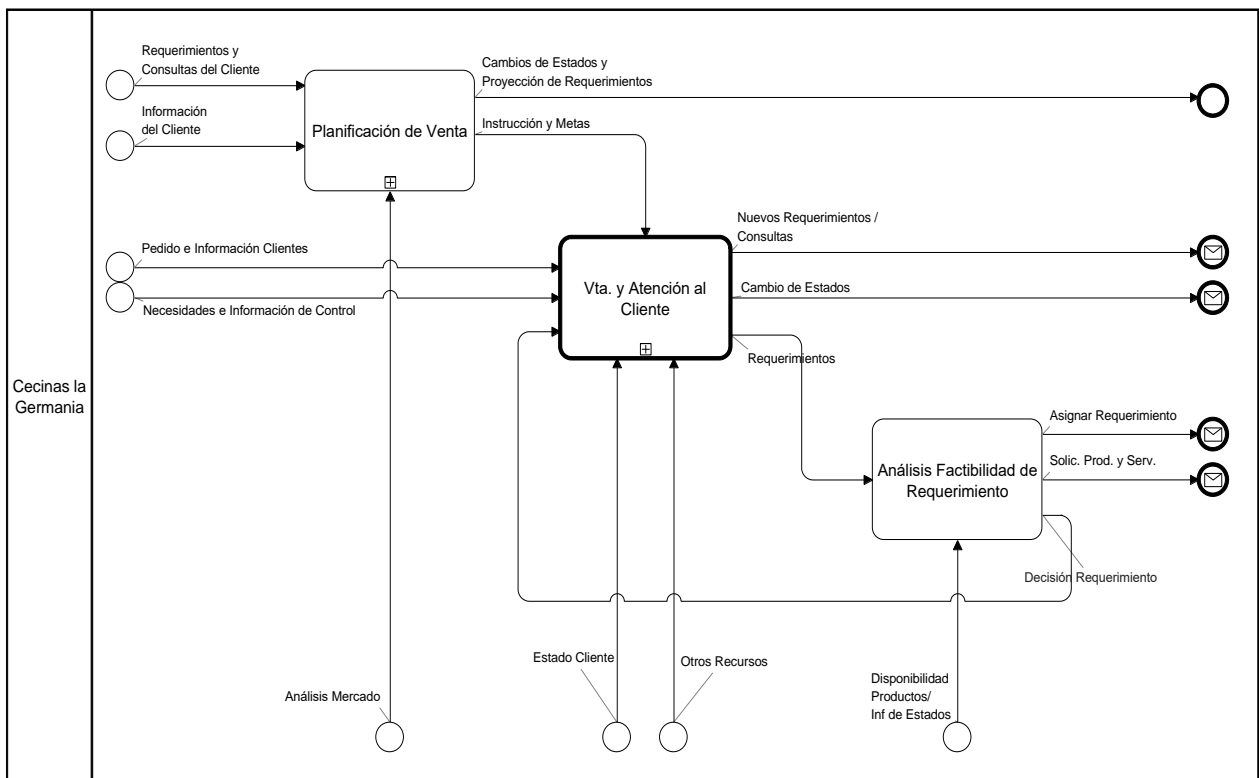 Requerimientos y
Consultas del Cliente
Cambios de Estados y
Proyección de Requerimientos
Información
del Cliente
Planificación de Venta
Instrucción y Metas
Nuevos Requerimientos /
Consultas
Pedido e Información Clientes
Vta. y Atención al
Cliente
Cambio de Estados
Necesidades e Información de Control
Requerimientos
Cecinas la
Germania
Asignar Requerimiento
Análisis Factibilidad de
Requerimiento
Solic. Prod. y Serv.
Decisión Requerimiento
Estado Cliente
Otros Recursos
Disponibilidad
Productos/
Inf de Estados
Análisis Mercado